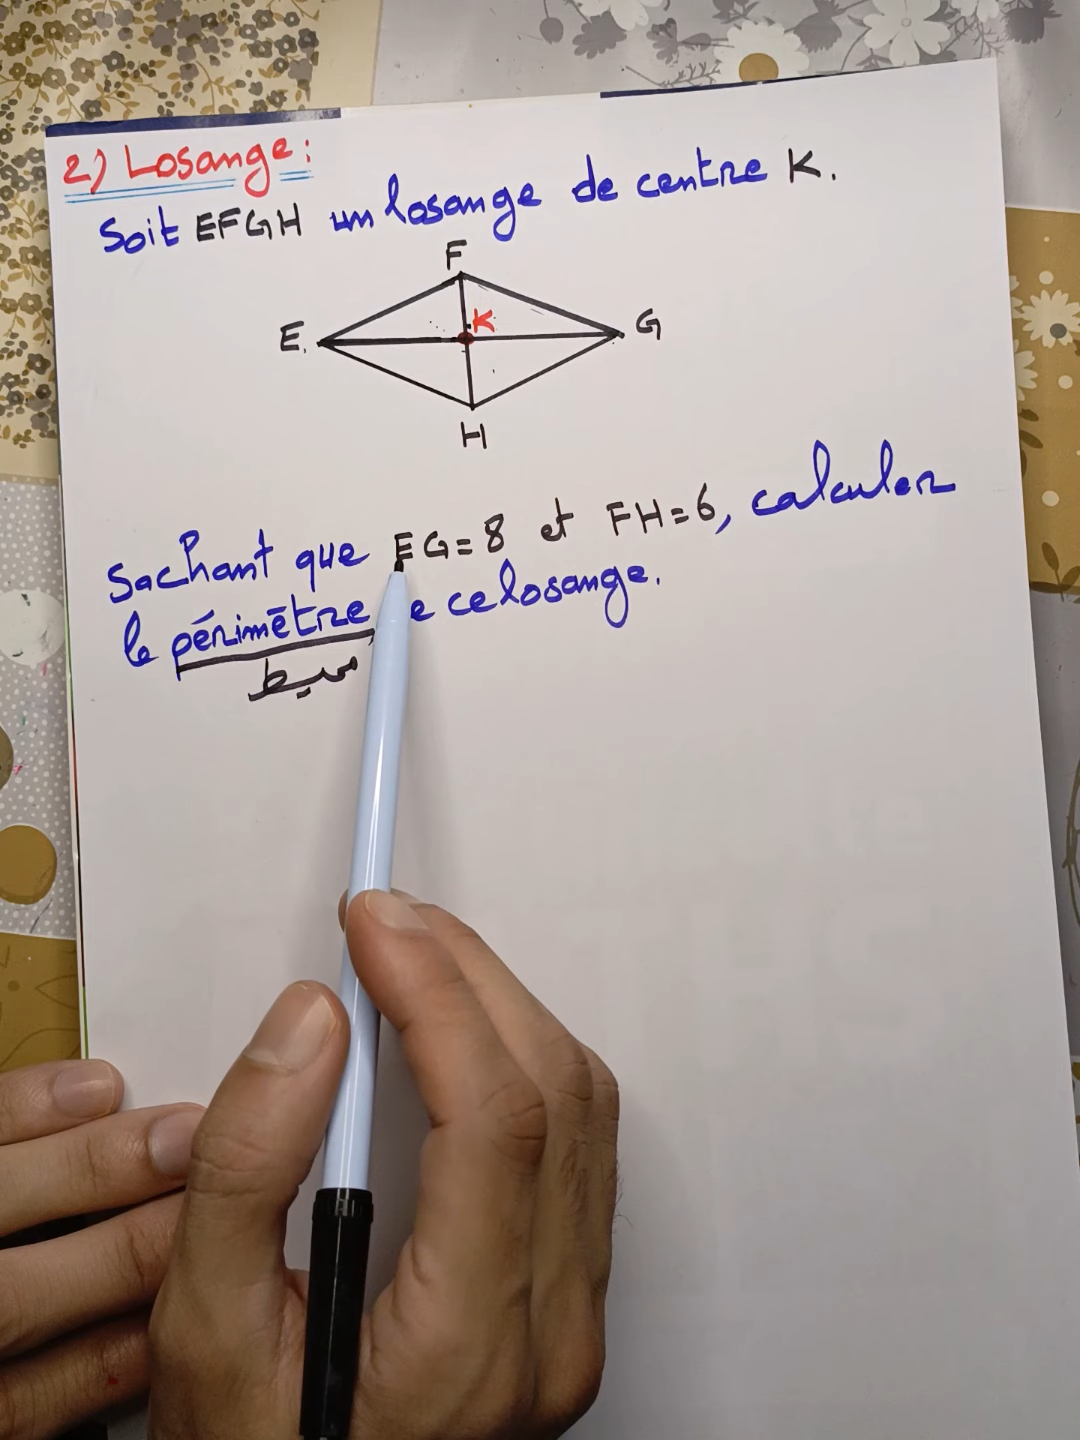 2) Losange:
Soit EFGH un losange de centre K.
F
E. K G
H
Sachant que EG=8 et FH=6, calculer
le périmètre de ce losange.
محيط